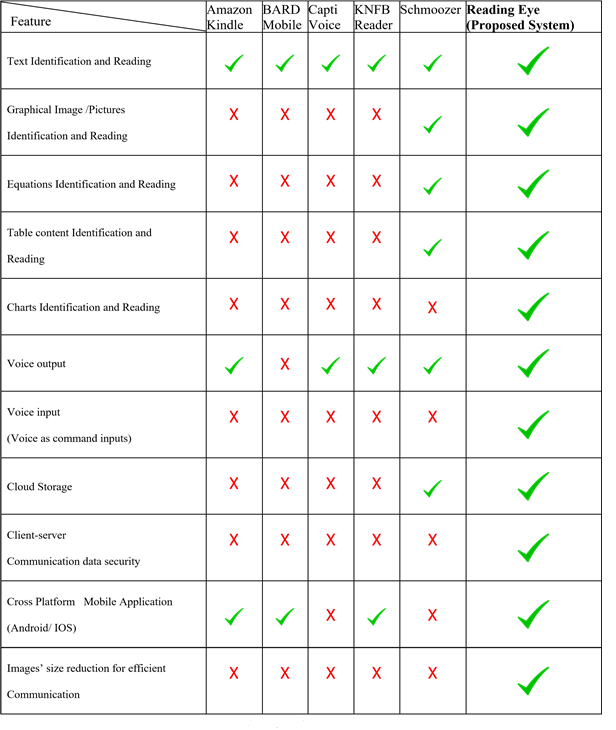 Feature
Amazon Kindle
BARD Mobile
Capti Voice
KNFB Reader
Schmoozer
Reading Eye
(Proposed System)
Text Identification and Reading ✓ ✓ ✓ ✓ ✓ ✓
Graphical Image /Pictures
Identification and Reading X X X X ✓ ✓
Equations Identification and Reading X X X X ✓ ✓
Table content Identification and
Reading X X X X ✓ ✓
Charts Identification and Reading X X X X X ✓
Voice output ✓ X ✓ ✓ ✓ ✓
Voice input
(Voice as command inputs) X X X X X ✓
Cloud Storage X X X X ✓ ✓
Client-server
Communication data security X X X X X ✓
Cross Platform Mobile Application
(Android/ IOS) ✓ ✓ X ✓ X ✓
Images’ size reduction for efficient
Communication X X X X X ✓